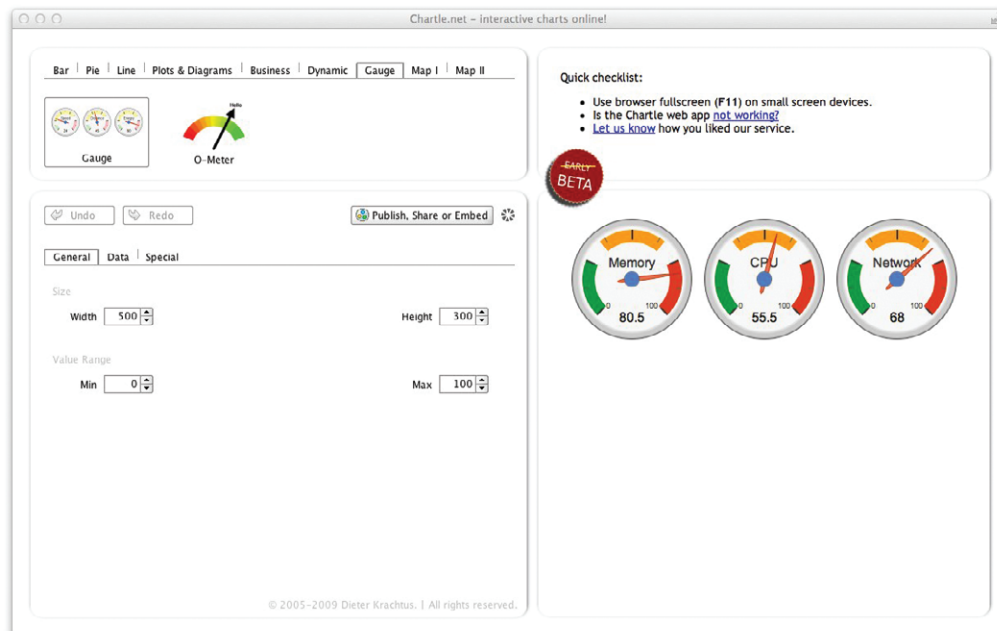 Chartle.net – interactive charts online!
Bar Pie Line Plots & Diagrams Business Dynamic Gauge Map I Map II
Gauge
Hello
O-Meter
Quick checklist:
• Use browser fullscreen (F11) on small screen devices.
• Is the Chartle web app not working?
• Let us know how you liked our service.
EARLY
BETA
Undo Redo Publish, Share or Embed
General Data Special
Size
Width 500 Height 300
Value Range
Min 0 Max 100
© 2005-2009 Dieter Krachtus. | All rights reserved.
Memory CPU Network
0 100 0 100 0 100
80.5 55.5 68